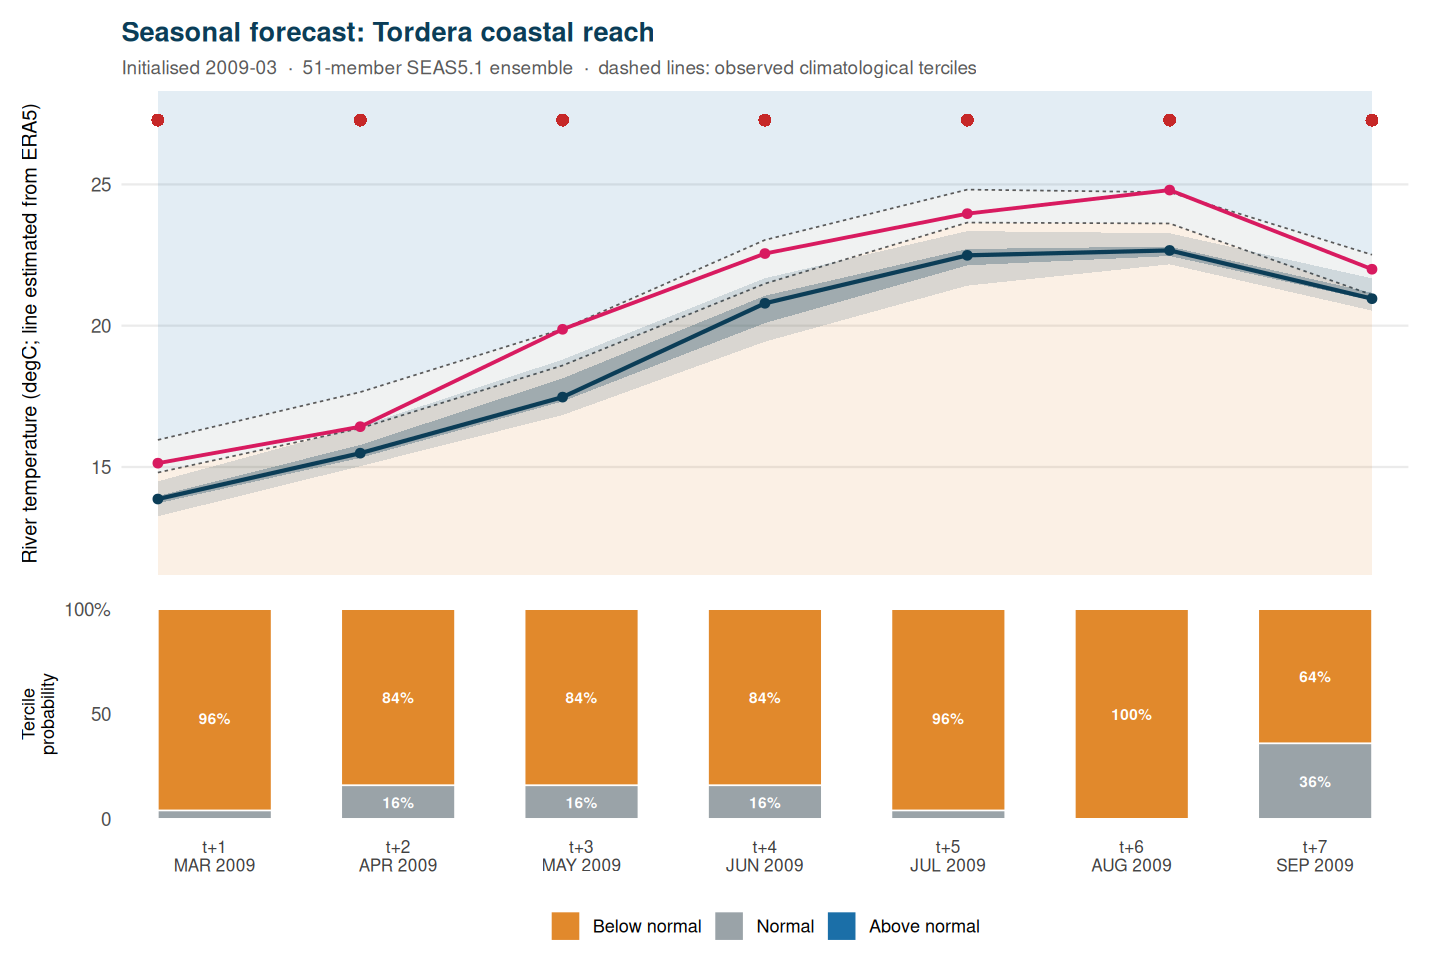 Seasonal forecast: Tordera coastal reach
Initialised 2009-03 · 51-member SEAS5.1 ensemble · dashed lines: observed climatological terciles
River temperature (degC; line estimated from ERA5)
25
20
15
Tercile
probability
100%
50
0
96%
84%
16%
84%
16%
84%
16%
96%
100%
64%
36%
t+1
MAR 2009
t+2
APR 2009
t+3
MAY 2009
t+4
JUN 2009
t+5
JUL 2009
t+6
AUG 2009
t+7
SEP 2009
Below normal
Normal
Above normal